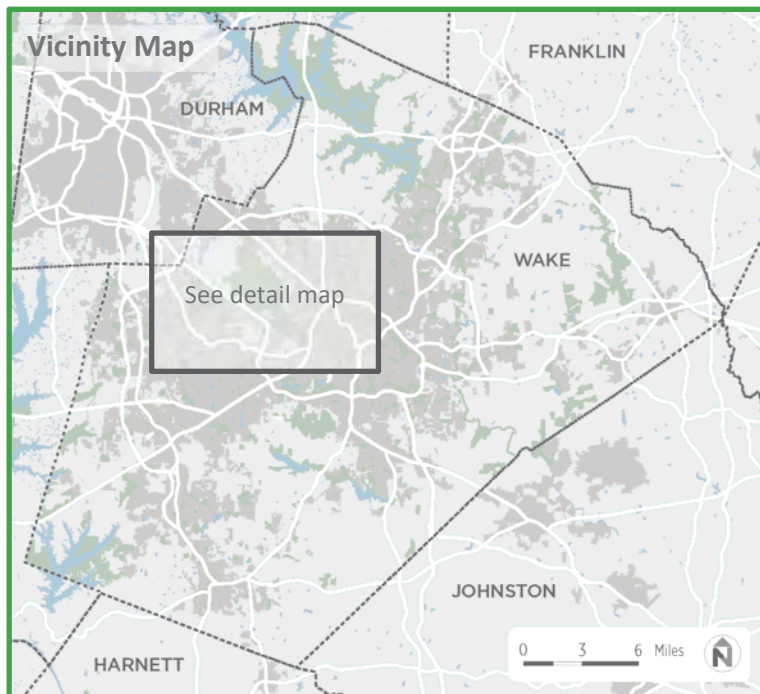 Vicinity Map
FRANKLIN
DURHAM
WAKE
See detail map
JOHNSTON
HARNETT
0 3 6 Miles
N